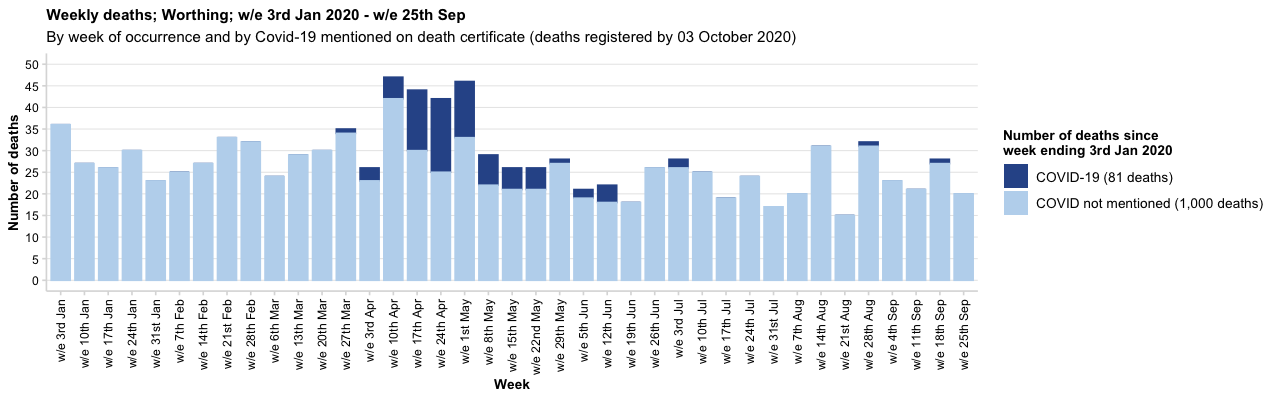 Weekly deaths; Worthing; w/e 3rd Jan 2020 - w/e 25th Sep
By week of occurrence and by Covid-19 mentioned on death certificate (deaths registered by 03 October 2020)
Number of deaths
50
45
40
35
30
25
20
15
10
5
0
w/e 3rd Jan
w/e 10th Jan
w/e 17th Jan
w/e 24th Jan
w/e 31st Jan
w/e 7th Feb
w/e 14th Feb
w/e 21st Feb
w/e 28th Feb
w/e 6th Mar
w/e 13th Mar
w/e 20th Mar
w/e 27th Mar
w/e 3rd Apr
w/e 10th Apr
w/e 17th Apr
w/e 24th Apr
w/e 1st May
w/e 8th May
w/e 15th May
w/e 22nd May
w/e 29th May
w/e 5th Jun
w/e 12th Jun
w/e 19th Jun
w/e 26th Jun
w/e 3rd Jul
w/e 10th Jul
w/e 17th Jul
w/e 24th Jul
w/e 31st Jul
w/e 7th Aug
w/e 14th Aug
w/e 21st Aug
w/e 28th Aug
w/e 4th Sep
w/e 11th Sep
w/e 18th Sep
w/e 25th Sep
Week
Number of deaths since
week ending 3rd Jan 2020
COVID-19 (81 deaths)
COVID not mentioned (1,000 deaths)